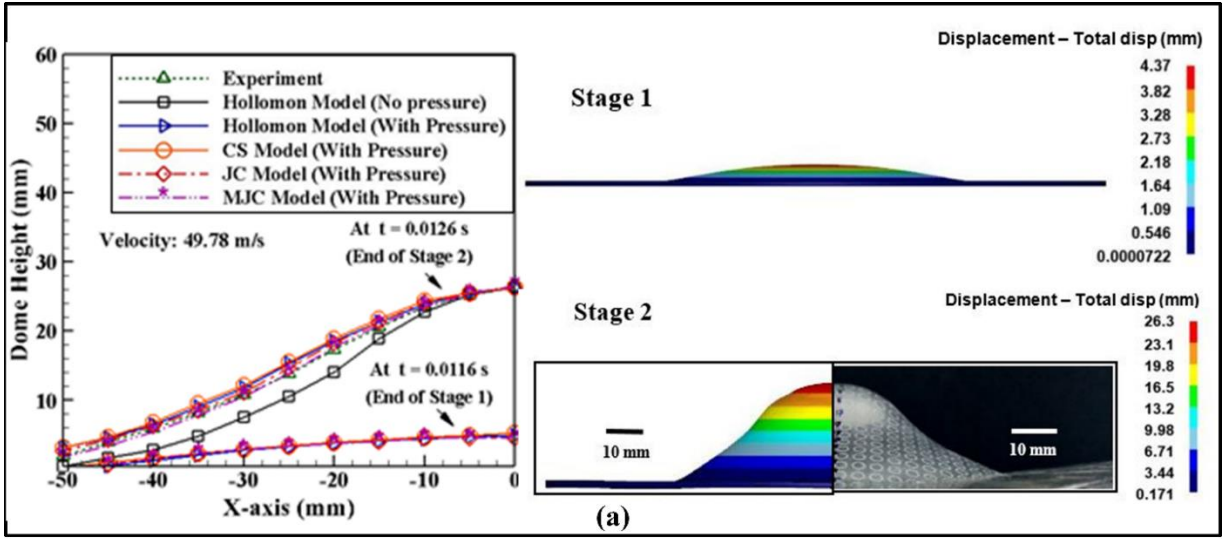 60
50
40
30
20
10
Dome Height (mm)
Experiment
Hollomon Model (No pressure)
Hollomon Model (With Pressure)
CS Model (With Pressure)
JC Model (With Pressure)
MJC Model (With Pressure)
Velocity: 49.78 m/s
At t = 0.0126 s
(End of Stage 2)
At t = 0.0116 s
(End of Stage 1)
-50 -40 -30 -20 -10 0
X-axis (mm)
Stage 1
Displacement – Total disp (mm)
4.37
3.82
3.28
2.73
2.18
1.64
1.09
0.546
0.0000722
Stage 2
Displacement – Total disp (mm)
26.3
23.1
19.8
16.5
13.2
9.98
6.71
3.44
0.171
10 mm
10 mm
(a)